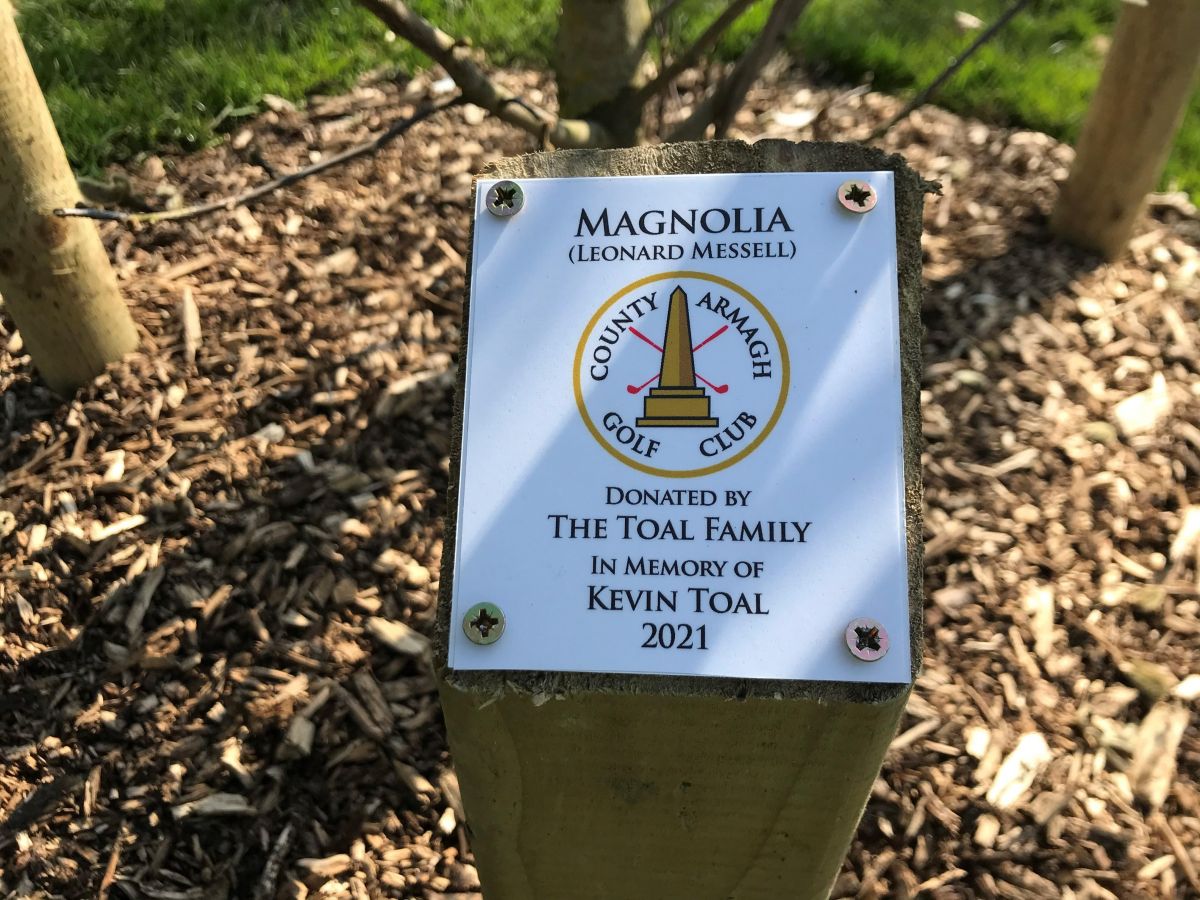 MAGNOLIA
(LEONARD MESSELL)
COUNTY ARMAGH
GOLF CLUB
DONATED BY
THE TOAL FAMILY
IN MEMORY OF
KEVIN TOAL
2021